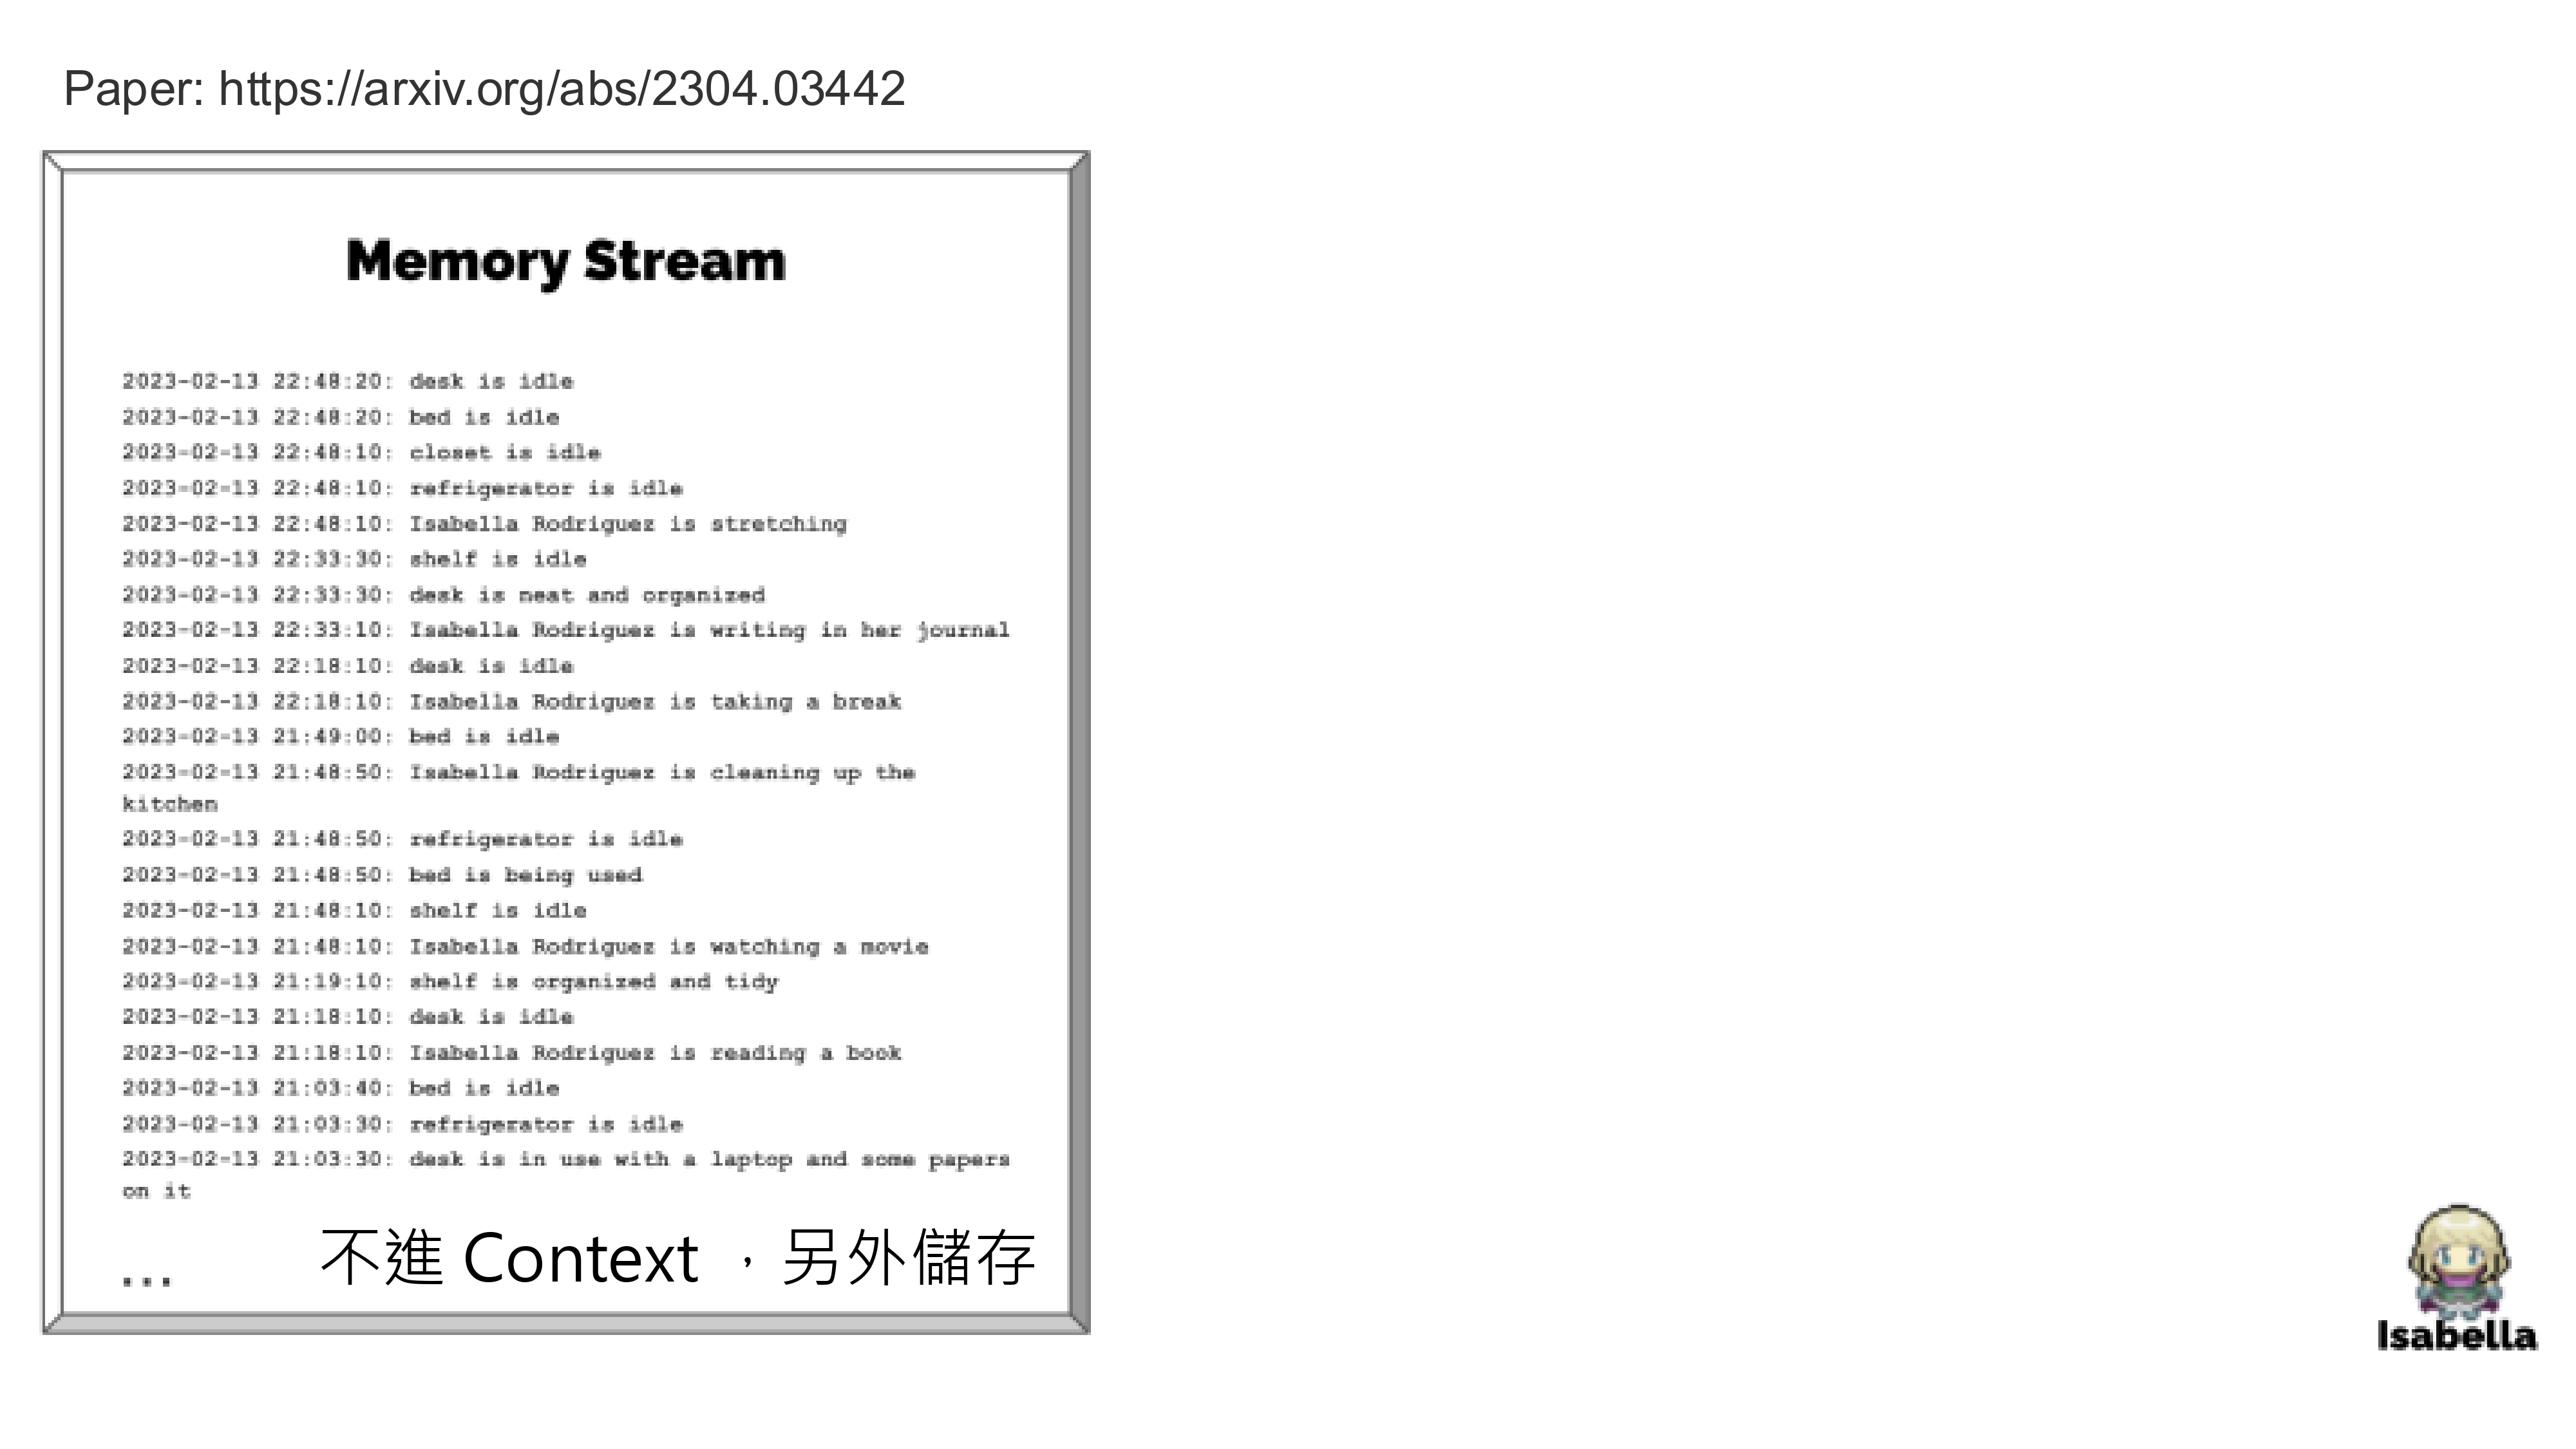 Paper: https://arxiv.org/abs/2304.03442
Memory Stream
2023-02-13 22:48:20: desk is idle
2023-02-13 22:48:20: bed is idle
2023-02-13 22:48:10: closet is idle
2023-02-13 22:48:10: refrigerator is idle
2023-02-13 22:48:10: Isabella Rodriguez is stretching
2023-02-13 22:33:30: shelf is idle
2023-02-13 22:33:30: desk is neat and organized
2023-02-13 22:33:10: Isabella Rodriguez is writing in her journal
2023-02-13 22:18:10: desk is idle
2023-02-13 22:18:10: Isabella Rodriguez is taking a break
2023-02-13 21:49:00: bed is idle
2023-02-13 21:48:50: Isabella Rodriguez is cleaning up the
kitchen
2023-02-13 21:48:50: refrigerator is idle
2023-02-13 21:48:50: bed is being used
2023-02-13 21:48:10: shelf is idle
2023-02-13 21:48:10: Isabella Rodriguez is watching a movie
2023-02-13 21:19:10: shelf is organized and tidy
2023-02-13 21:18:10: desk is idle
2023-02-13 21:18:10: Isabella Rodriguez is reading a book
2023-02-13 21:03:40: bed is idle
2023-02-13 21:03:30: refrigerator is idle
2023-02-13 21:03:30: desk is in use with a laptop and some papers
on it
...
不進 Context ，另外儲存
Isabella